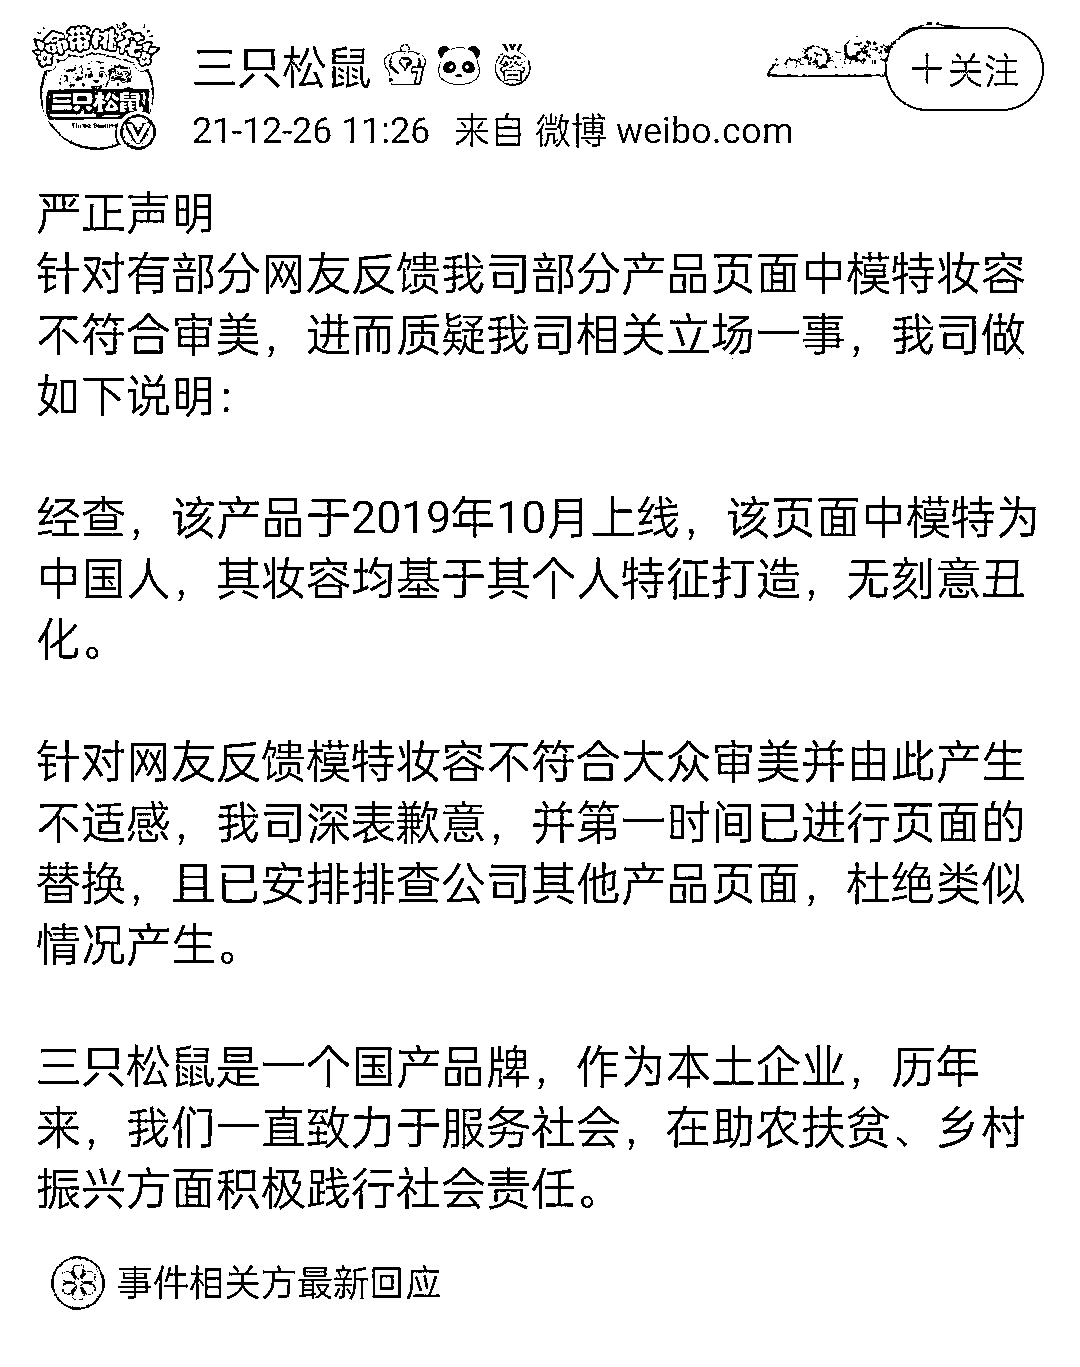 命带桃花
三只松鼠
三只松鼠
21-12-26 11:26 来自 微博 weibo.com
+关注
严正声明
针对有部分网友反馈我司部分产品页面中模特妆容
不符合审美，进而质疑我司相关立场一事，我司做
如下说明：
经查，该产品于2019年10月上线，该页面中模特为
中国人，其妆容均基于其个人特征打造，无刻意丑
化。
针对网友反馈模特妆容不符合大众审美并由此产生
不适感，我司深表歉意，并第一时间已进行页面的
替换，且已安排排查公司其他产品页面，杜绝类似
情况产生。
三只松鼠是一个国产品牌，作为本土企业，历年
来，我们一直致力于服务社会，在助农扶贫、乡村
振兴方面积极践行社会责任。
事件相关方最新回应